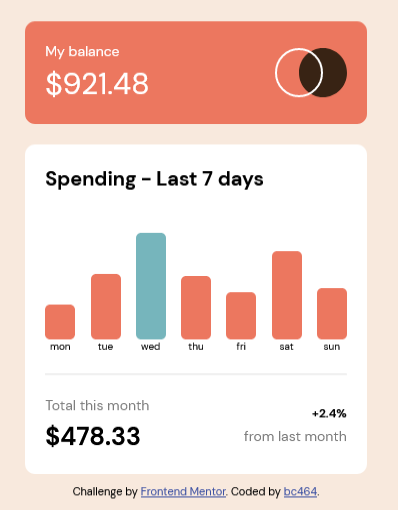 My balance
$921.48
Spending - Last 7 days
mon tue wed thu fri sat sun
Total this month
+2.4%
$478.33
from last month
Challenge by Frontend Mentor. Coded by bc464.